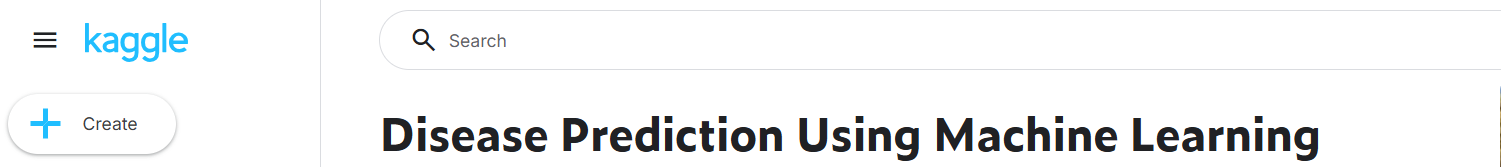 kaggle
Search
Create
Disease Prediction Using Machine Learning